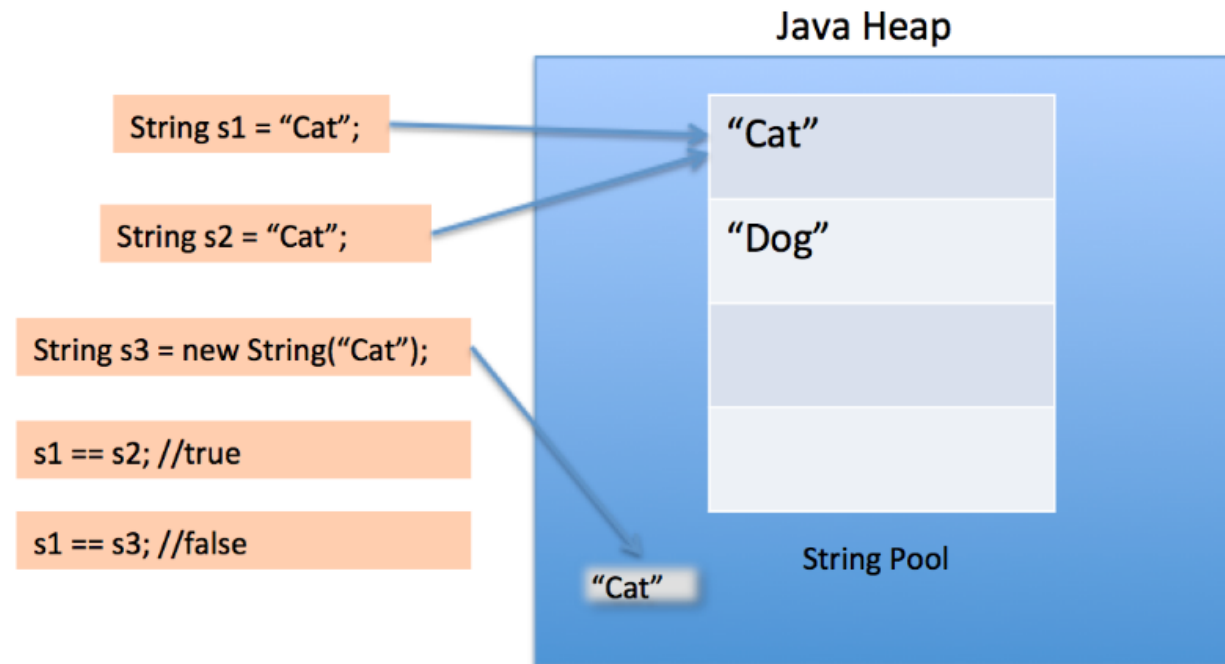 Java Heap
String s1 = “Cat”;
“Cat”
String s2 = “Cat”;
“Dog”
String s3 = new String(“Cat”);
s1 == s2; //true
s1 == s3; //false
String Pool
“Cat”